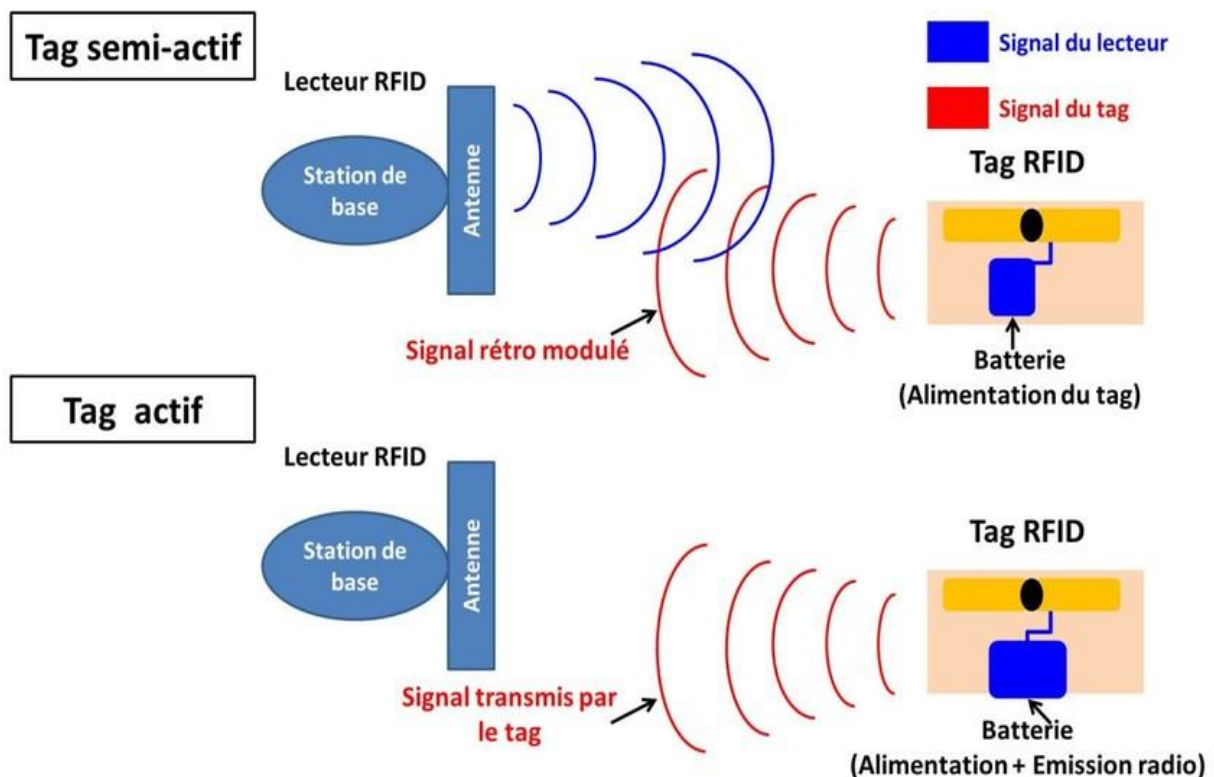 Tag semi-actif
Signal du lecteur
Signal du tag
Lecteur RFID
Station de
base
Antenne
Tag RFID
Signal rétro modulé
Batterie
(Alimentation du tag)
Tag actif
Lecteur RFID
Station de
base
Antenne
Tag RFID
Signal transmis par
le tag
Batterie
(Alimentation + Emission radio)